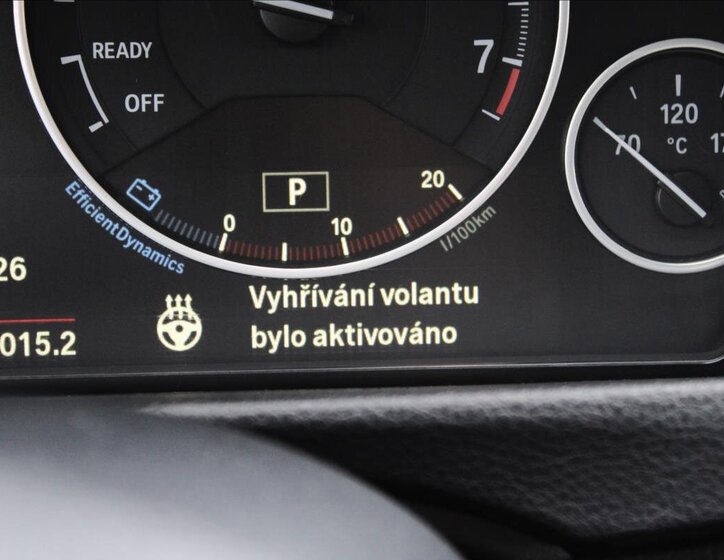 READY
7
OFF
120
70
°C
P
20
0
10
EfficientDynamics
l/100km
26
Vyhřívání volantu
015.2
bylo aktivováno